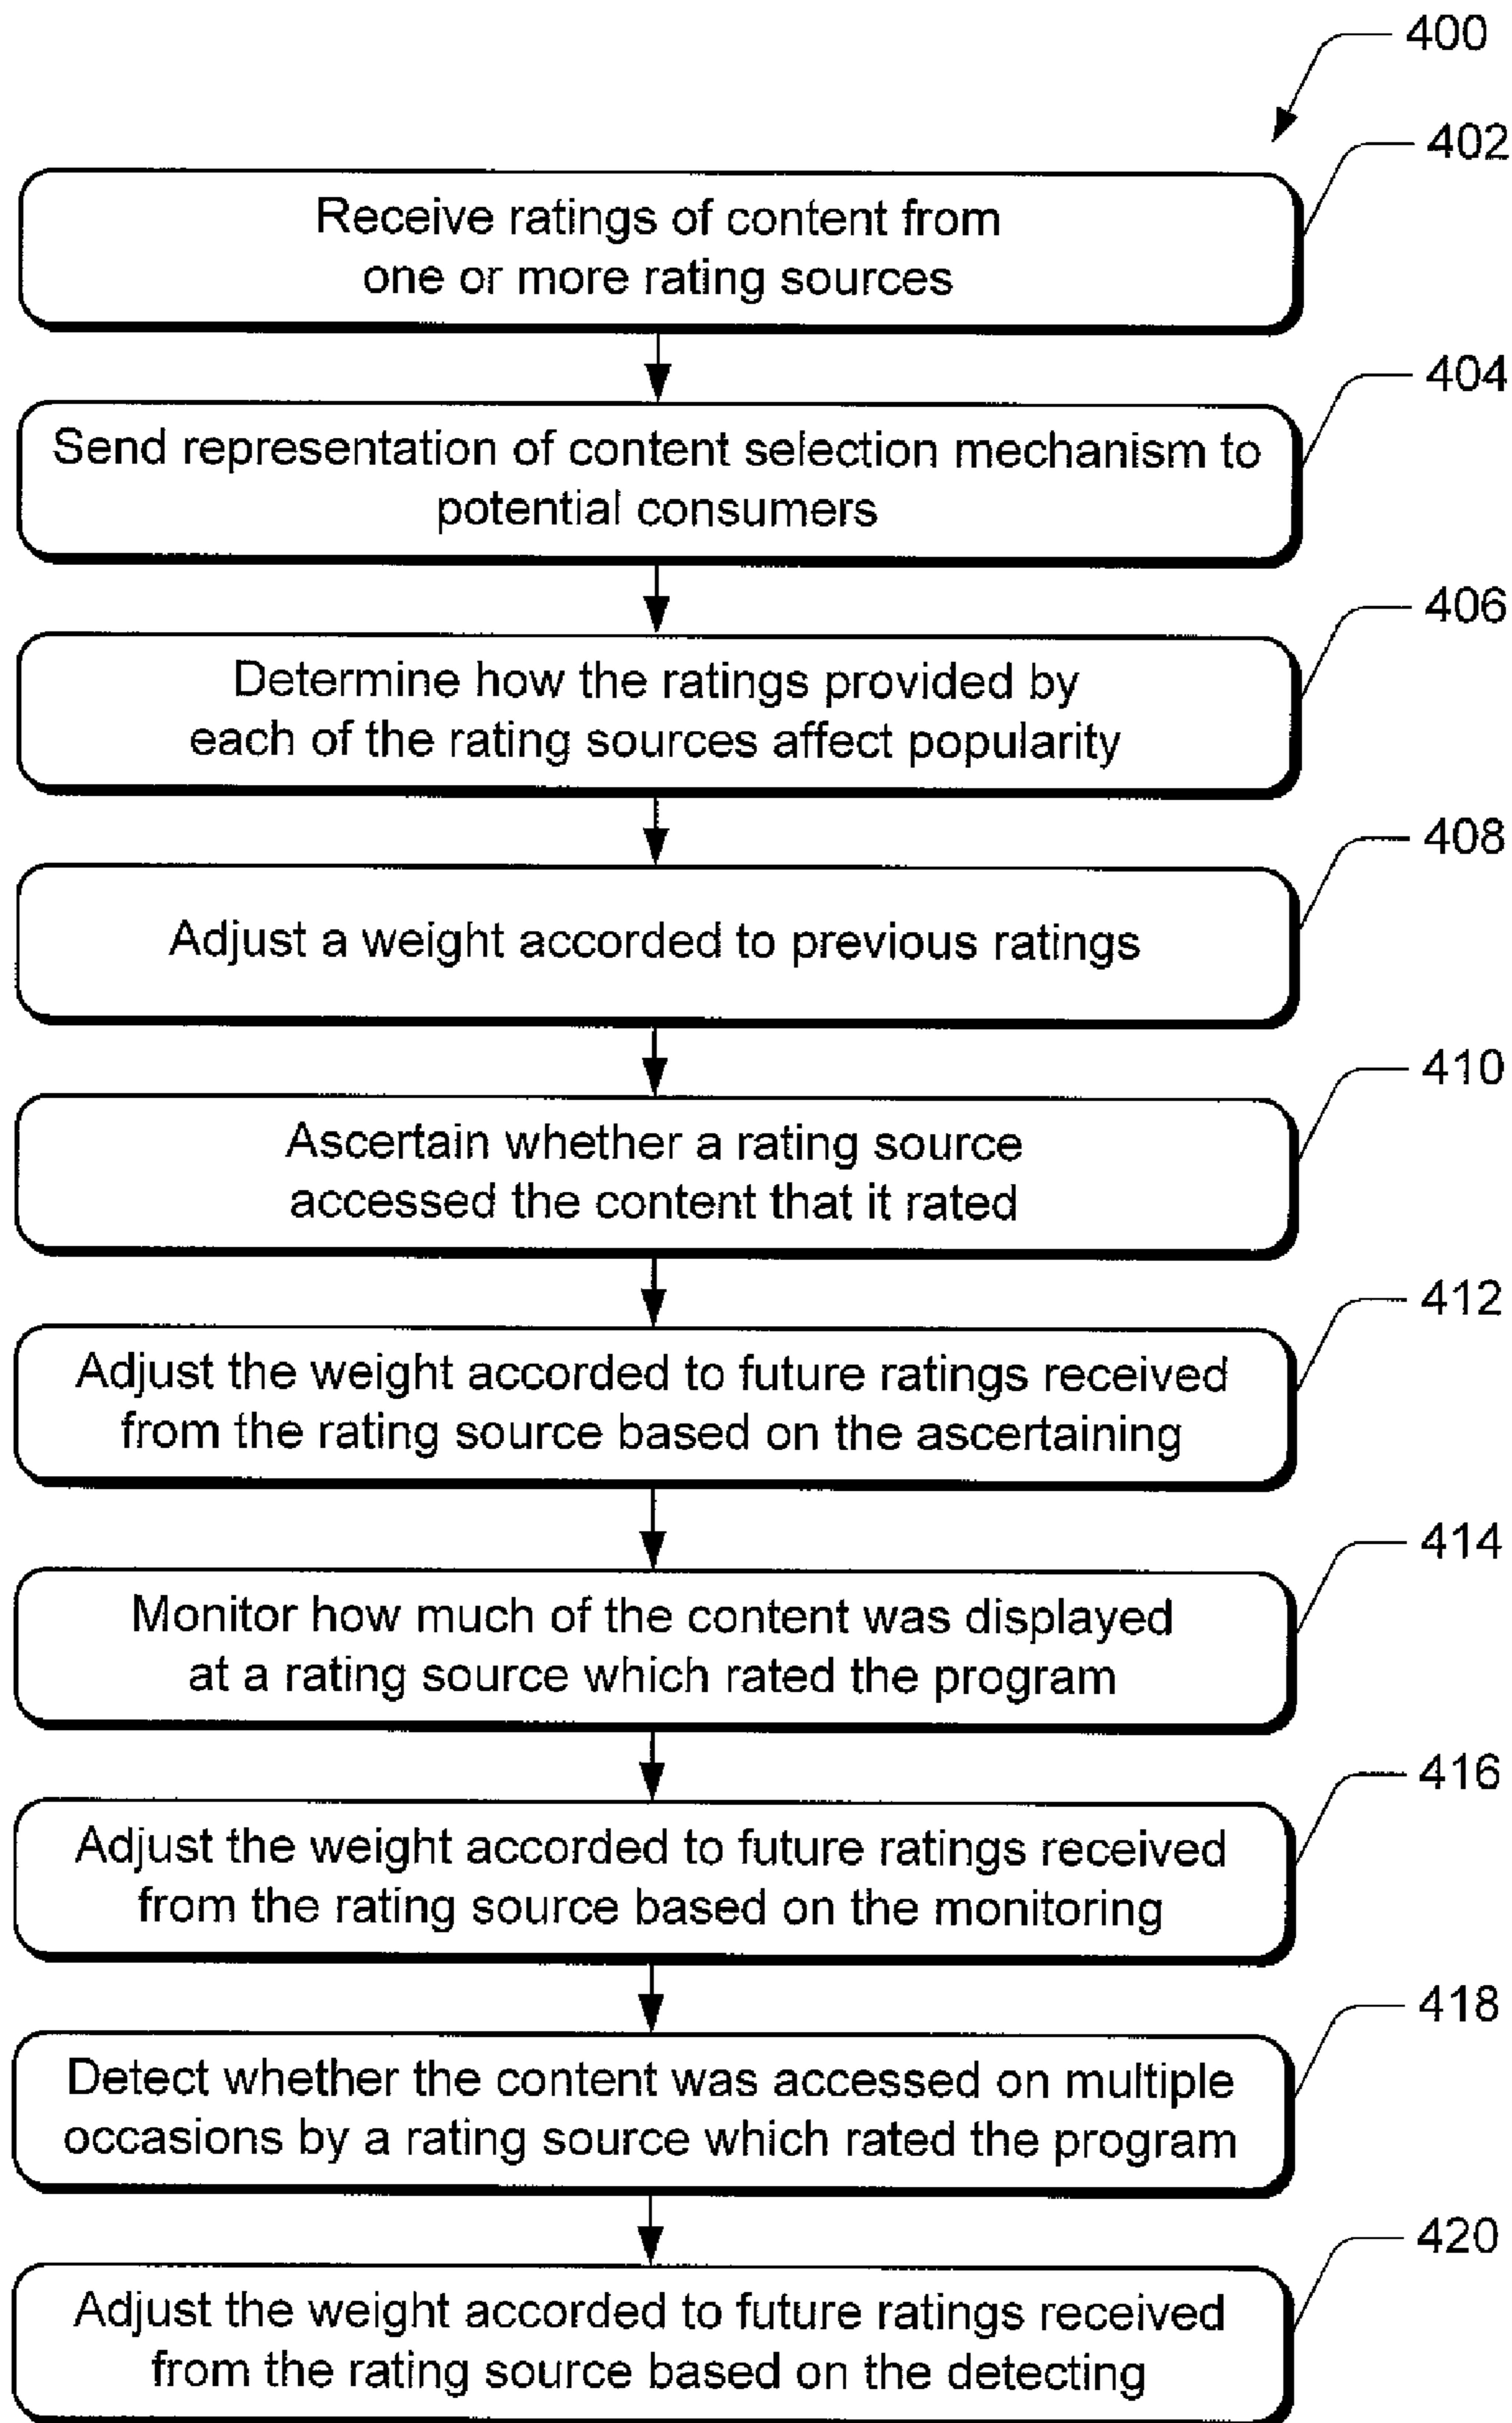 400
402
Receive ratings of content from
one or more rating sources
404
Send representation of content selection mechanism to
potential consumers
406
Determine how the ratings provided by
each of the rating sources affect popularity
408
Adjust a weight accorded to previous ratings
410
Ascertain whether a rating source
accessed the content that it rated
412
Adjust the weight accorded to future ratings received
from the rating source based on the ascertaining
414
Monitor how much of the content was displayed
at a rating source which rated the program
416
Adjust the weight accorded to future ratings received
from the rating source based on the monitoring
418
Detect whether the content was accessed on multiple
occasions by a rating source which rated the program
420
Adjust the weight accorded to future ratings received
from the rating source based on the detecting